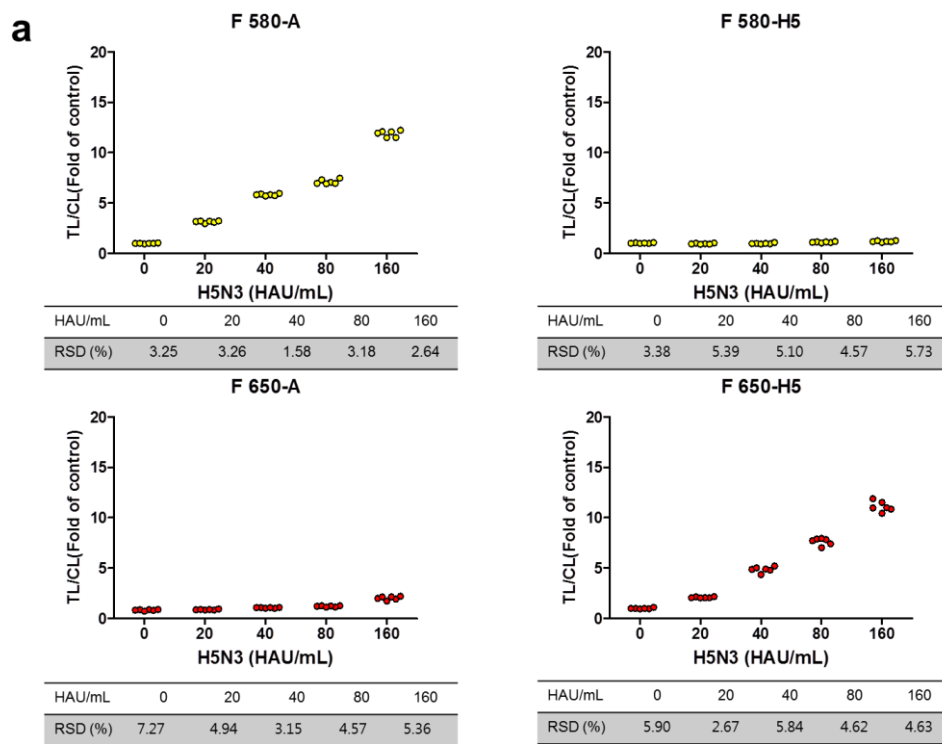 a
F 580-A
TL/CL(Fold of control)
20
15
10
5
0
0 20 40 80 160
H5N3 (HAU/mL)
HAU/mL 0 20 40 80 160
RSD (%) 3.25 3.26 1.58 3.18 2.64
F 580-H5
TL/CL(Fold of control)
20
15
10
5
0
0 20 40 80 160
H5N3 (HAU/mL)
HAU/mL 0 20 40 80 160
RSD (%) 3.38 5.39 5.10 4.57 5.73
F 650-A
TL/CL(Fold of control)
20
15
10
5
0
0 20 40 80 160
H5N3 (HAU/mL)
HAU/mL 0 20 40 80 160
RSD (%) 7.27 4.94 3.15 4.57 5.36
F 650-H5
TL/CL(Fold of control)
20
15
10
5
0
0 20 40 80 160
H5N3 (HAU/mL)
HAU/mL 0 20 40 80 160
RSD (%) 5.90 2.67 5.84 4.62 4.63